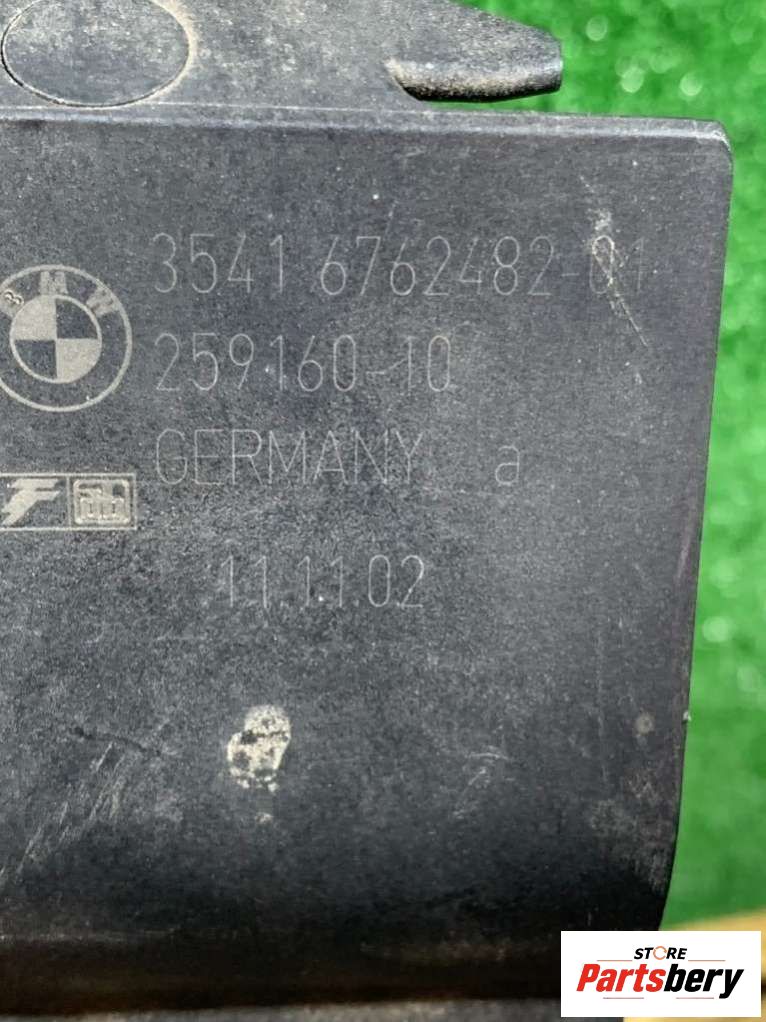 3541 6762482-01
BMW
259160-10
GERMANY a
11.11.02
STORE
Partsbery